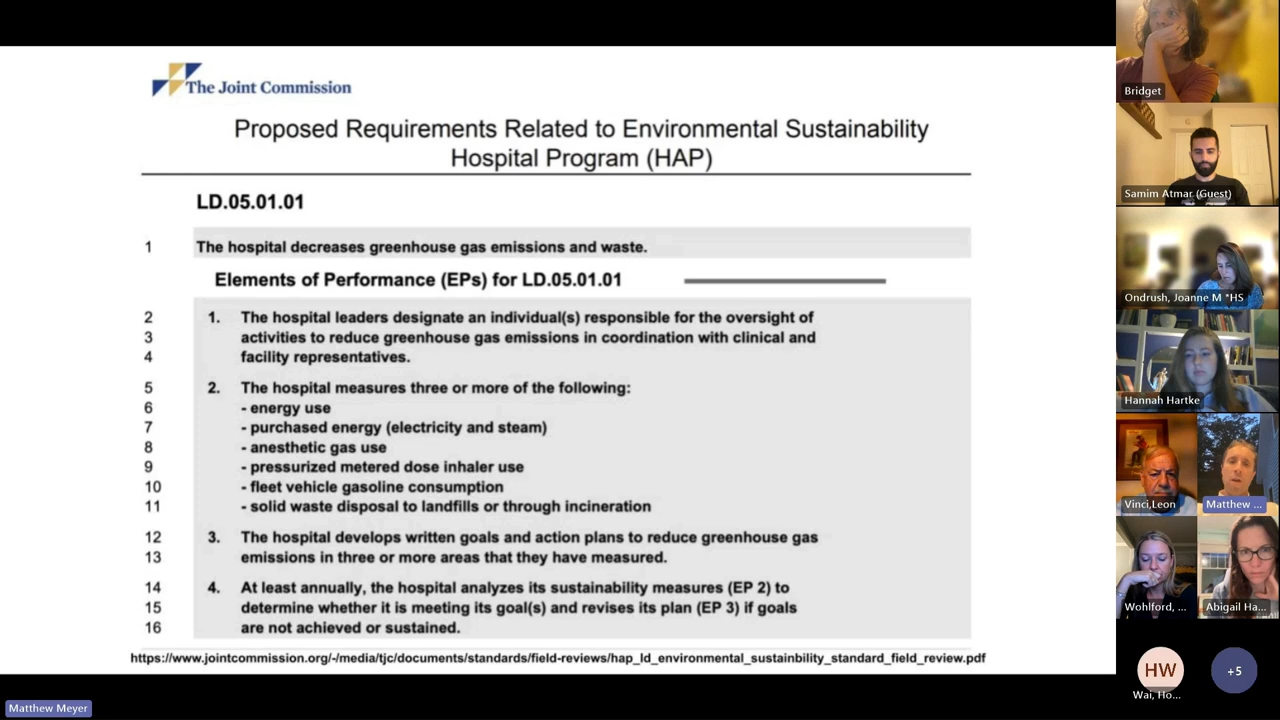 The Joint Commission
Proposed Requirements Related to Environmental Sustainability
Hospital Program (HAP)
LD.05.01.01
1 The hospital decreases greenhouse gas emissions and waste.
Elements of Performance (EPs) for LD.05.01.01
2 1. The hospital leaders designate an individual(s) responsible for the oversight of
3 activities to reduce greenhouse gas emissions in coordination with clinical and
4 facility representatives.
5 2. The hospital measures three or more of the following:
6 - energy use
7 - purchased energy (electricity and steam)
8 - anesthetic gas use
9 - pressurized metered dose inhaler use
10 - fleet vehicle gasoline consumption
11 - solid waste disposal to landfills or through incineration
12 3. The hospital develops written goals and action plans to reduce greenhouse gas
13 emissions in three or more areas that they have measured.
14 4. At least annually, the hospital analyzes its sustainability measures (EP 2) to
15 determine whether it is meeting its goal(s) and revises its plan (EP 3) if goals
16 are not achieved or sustained.
https://www.jointcommission.org/-/media/tjc/documents/standards/field-reviews/hap_ld_environmental_sustainbility_standard_field_review.pdf
Matthew Meyer
Bridget
Samim Atmar (Guest)
Ondrush, Joanne M *HS
Hannah Hartke
Vinci,Leon
Matthew ...
Wohlford, ...
Abigail Ha...
HW
Wai, Ho...
+5